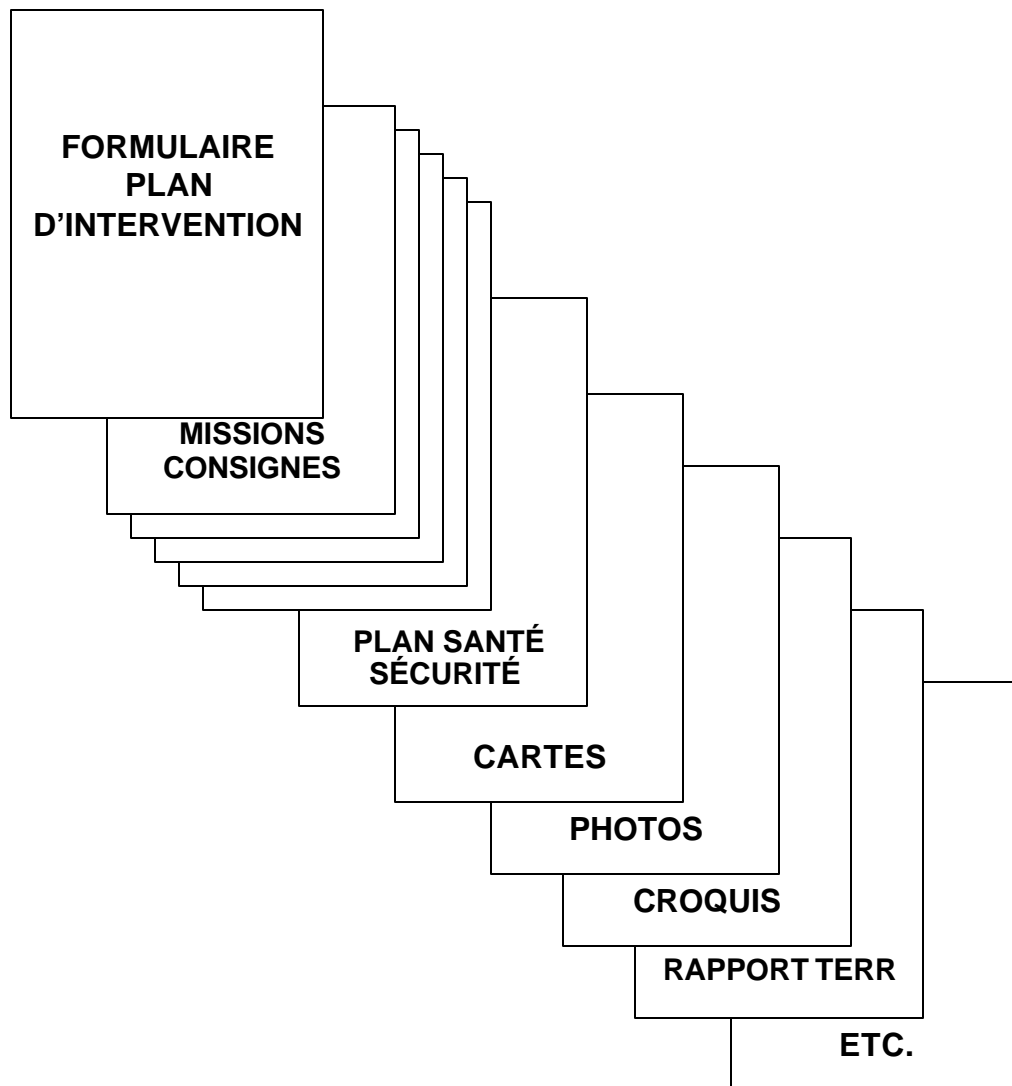 FORMULAIRE
PLAN
D’INTERVENTION
MISSIONS
CONSIGNES
PLAN SANTÉ
SÉCURITÉ
CARTES
PHOTOS
CROQUIS
RAPPORT TERR
ETC.